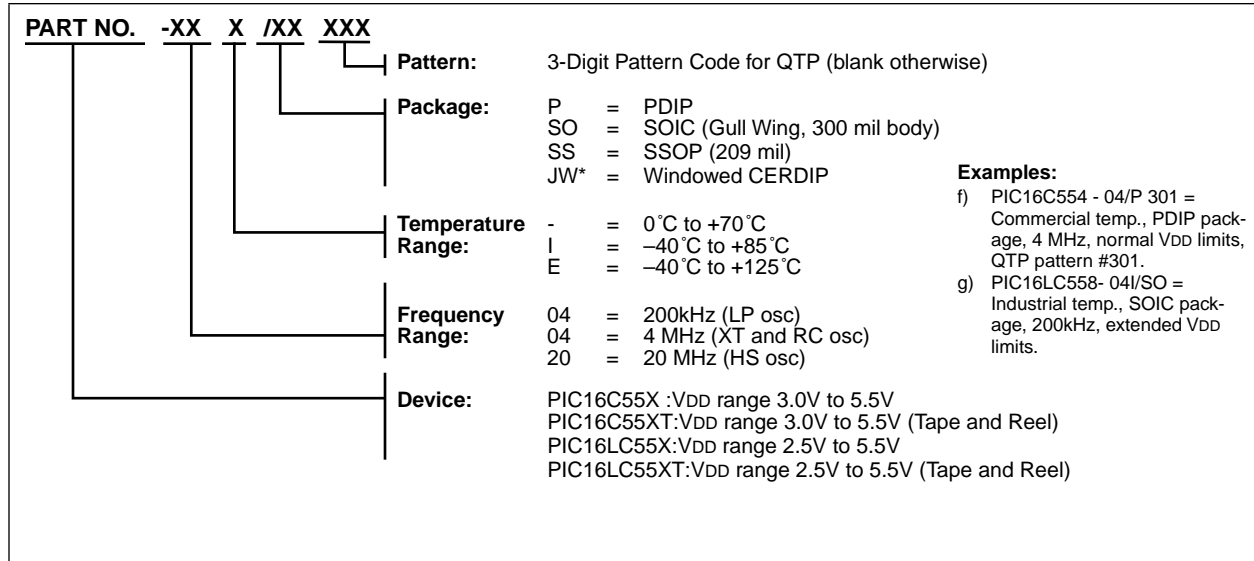 PART NO. -XX X /XX XXX
Pattern: 3-Digit Pattern Code for QTP (blank otherwise)
Package: P = PDIP
SO = SOIC (Gull Wing, 300 mil body)
SS = SSOP (209 mil)
JW* = Windowed CERDIP
Temperature Range: - = 0˚C to +70˚C
I = –40˚C to +85˚C
E = –40˚C to +125˚C
Frequency Range: 04 = 200kHz (LP osc)
04 = 4 MHz (XT and RC osc)
20 = 20 MHz (HS osc)
Device: PIC16C55X :VDD range 3.0V to 5.5V
PIC16C55XT:VDD range 3.0V to 5.5V (Tape and Reel)
PIC16LC55X:VDD range 2.5V to 5.5V
PIC16LC55XT:VDD range 2.5V to 5.5V (Tape and Reel)
Examples:
f) PIC16C554 - 04/P 301 =
Commercial temp., PDIP pack-
age, 4 MHz, normal VDD limits,
QTP pattern #301.
g) PIC16LC558- 04I/SO =
Industrial temp., SOIC pack-
age, 200kHz, extended VDD
limits.